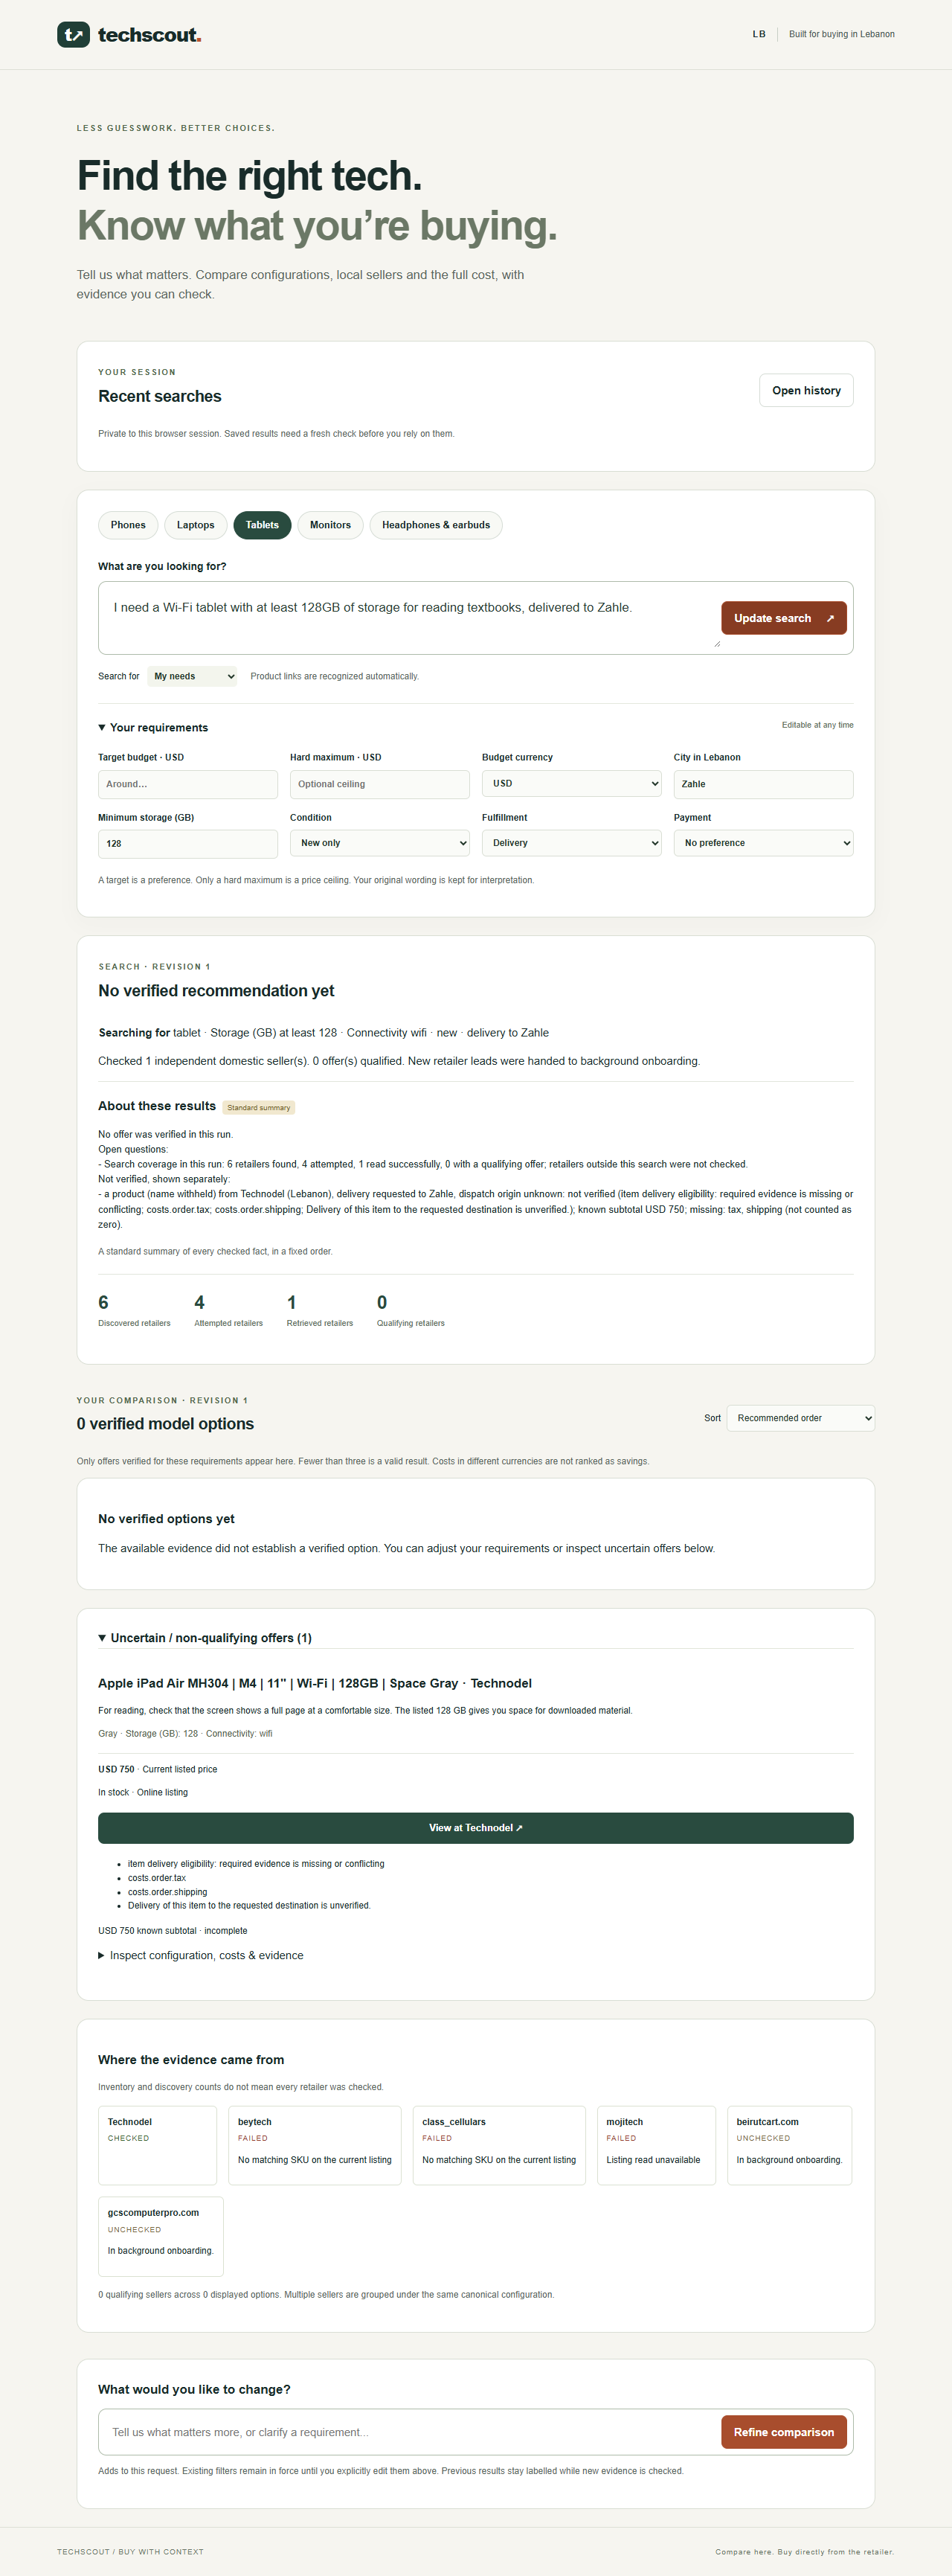 t↗ techscout.
LB Built for buying in Lebanon
LESS GUESSWORK. BETTER CHOICES.
Find the right tech.
Know what you’re buying.
Tell us what matters. Compare configurations, local sellers and the full cost, with
evidence you can check.
YOUR SESSION
Recent searches
Open history
Private to this browser session. Saved results need a fresh check before you rely on them.
Phones Laptops Tablets Monitors Headphones & earbuds
What are you looking for?
I need a Wi-Fi tablet with at least 128GB of storage for reading textbooks, delivered to Zahle.
Update search ↗
Search for My needs Product links are recognized automatically.
▼ Your requirements
Editable at any time
Target budget · USD Hard maximum · USD Budget currency City in Lebanon
Around... Optional ceiling USD Zahle
Minimum storage (GB) Condition Fulfillment Payment
128 New only Delivery No preference
A target is a preference. Only a hard maximum is a price ceiling. Your original wording is kept for interpretation.
SEARCH · REVISION 1
No verified recommendation yet
Searching for tablet · Storage (GB) at least 128 · Connectivity wifi · new · delivery to Zahle
Checked 1 independent domestic seller(s). 0 offer(s) qualified. New retailer leads were handed to background onboarding.
About these results Standard summary
No offer was verified in this run.
Open questions:
- Search coverage in this run: 6 retailers found, 4 attempted, 1 read successfully, 0 with a qualifying offer; retailers outside this search were not checked.
Not verified, shown separately:
- a product (name withheld) from Technodel (Lebanon), delivery requested to Zahle, dispatch origin unknown: not verified (item delivery eligibility: required evidence is missing or
conflicting; costs.order.tax; costs.order.shipping; Delivery of this item to the requested destination is unverified.); known subtotal USD 750; missing: tax, shipping (not counted as
zero).
A standard summary of every checked fact, in a fixed order.
6 4 1 0
Discovered retailers Attempted retailers Retrieved retailers Qualifying retailers
YOUR COMPARISON · REVISION 1
0 verified model options
Sort Recommended order
Only offers verified for these requirements appear here. Fewer than three is a valid result. Costs in different currencies are not ranked as savings.
No verified options yet
The available evidence did not establish a verified option. You can adjust your requirements or inspect uncertain offers below.
▼ Uncertain / non-qualifying offers (1)
Apple iPad Air MH304 | M4 | 11" | Wi-Fi | 128GB | Space Gray · Technodel
For reading, check that the screen shows a full page at a comfortable size. The listed 128 GB gives you space for downloaded material.
Gray · Storage (GB): 128 · Connectivity: wifi
USD 750 · Current listed price
In stock · Online listing
View at Technodel ↗
• item delivery eligibility: required evidence is missing or conflicting
• costs.order.tax
• costs.order.shipping
• Delivery of this item to the requested destination is unverified.
USD 750 known subtotal · incomplete
▶ Inspect configuration, costs & evidence
Where the evidence came from
Inventory and discovery counts do not mean every retailer was checked.
Technodel beytech class_cellulars mojitech beirutcart.com
CHECKED FAILED FAILED FAILED UNCHECKED
No matching SKU on the current listing No matching SKU on the current listing Listing read unavailable In background onboarding.
gcscomputerpro.com
UNCHECKED
In background onboarding.
0 qualifying sellers across 0 displayed options. Multiple sellers are grouped under the same canonical configuration.
What would you like to change?
Tell us what matters more, or clarify a requirement...
Refine comparison
Adds to this request. Existing filters remain in force until you explicitly edit them above. Previous results stay labelled while new evidence is checked.
TECHSCOUT / BUY WITH CONTEXT
Compare here. Buy directly from the retailer.